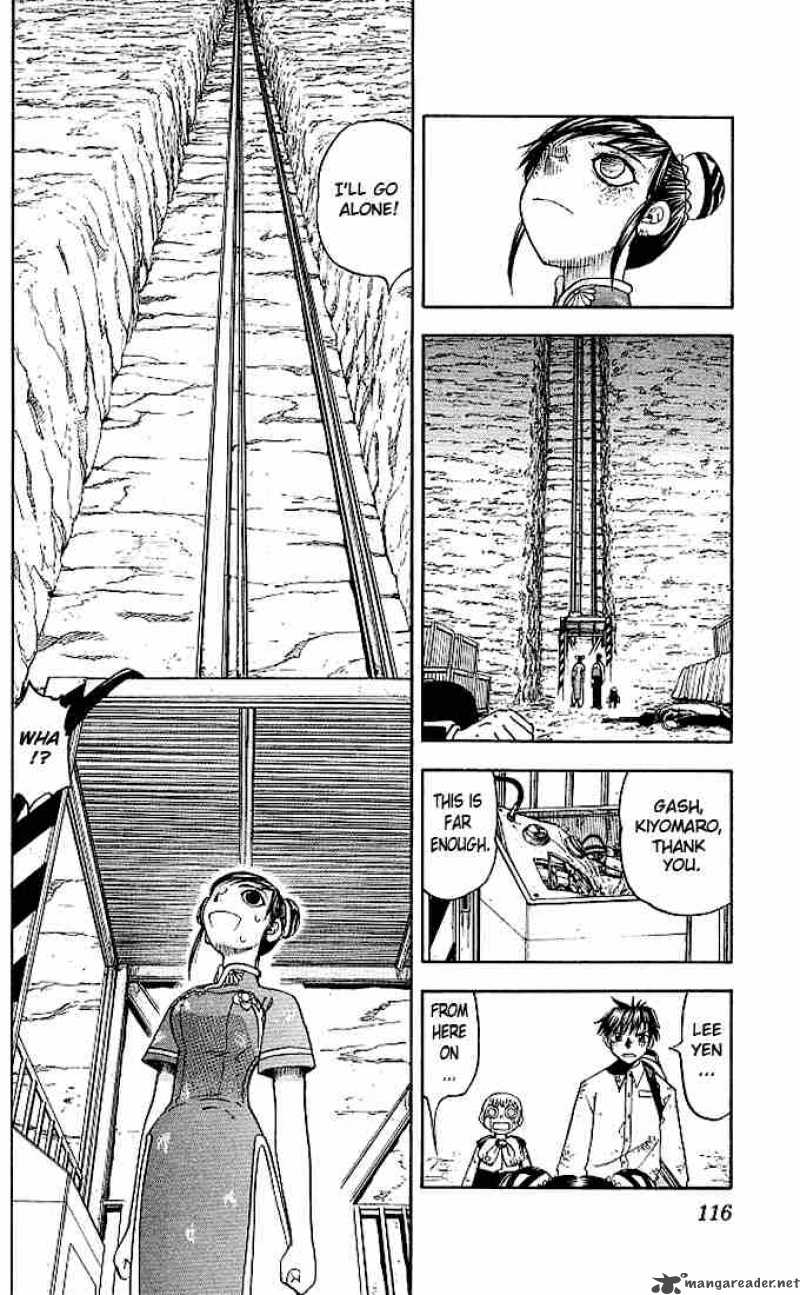 GASH,
KIYOMARO,
THANK
YOU.
THIS IS
FAR
ENOUGH.
LEE
YEN
...
FROM
HERE
ON
...
I'LL GO
ALONE!
WHA
!?
116
mangareader.net